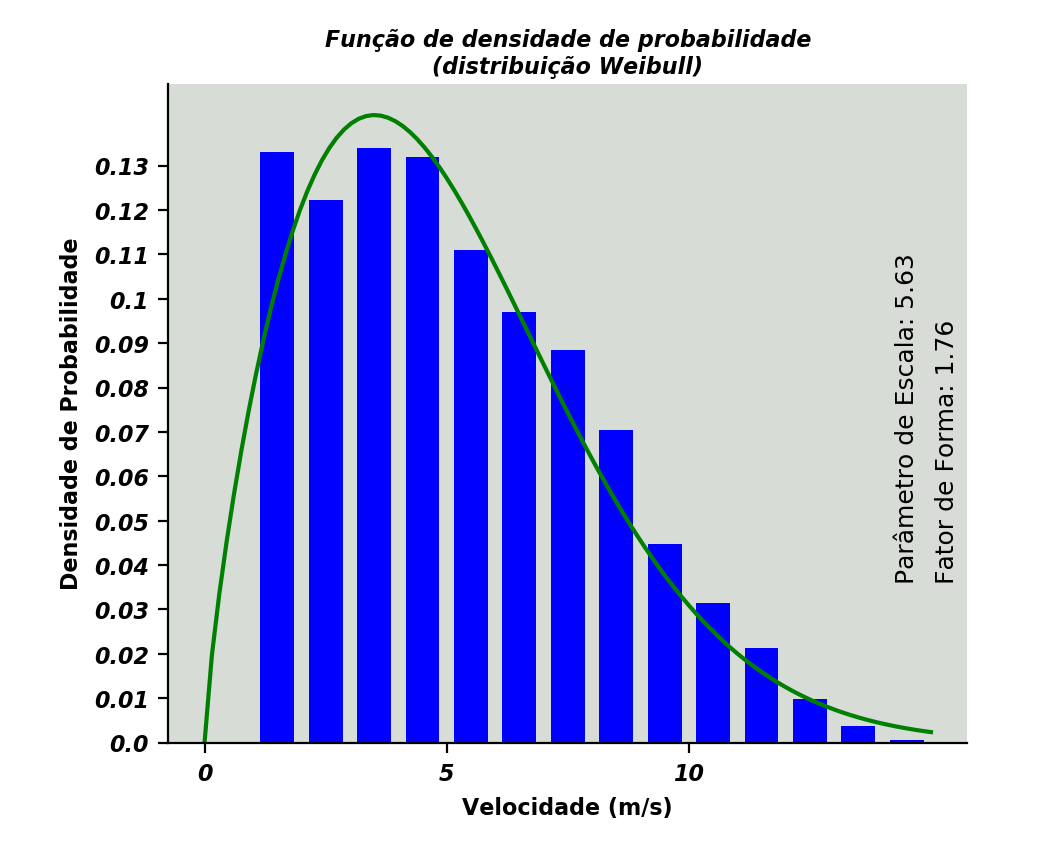 Função de densidade de probabilidade
(distribuição Weibull)
Densidade de Probabilidade
0.13
0.12
0.11
0.1
0.09
0.08
0.07
0.06
0.05
0.04
0.03
0.02
0.01
0.0
0
5
10
Velocidade (m/s)
Parâmetro de Escala: 5.63
Fator de Forma: 1.76